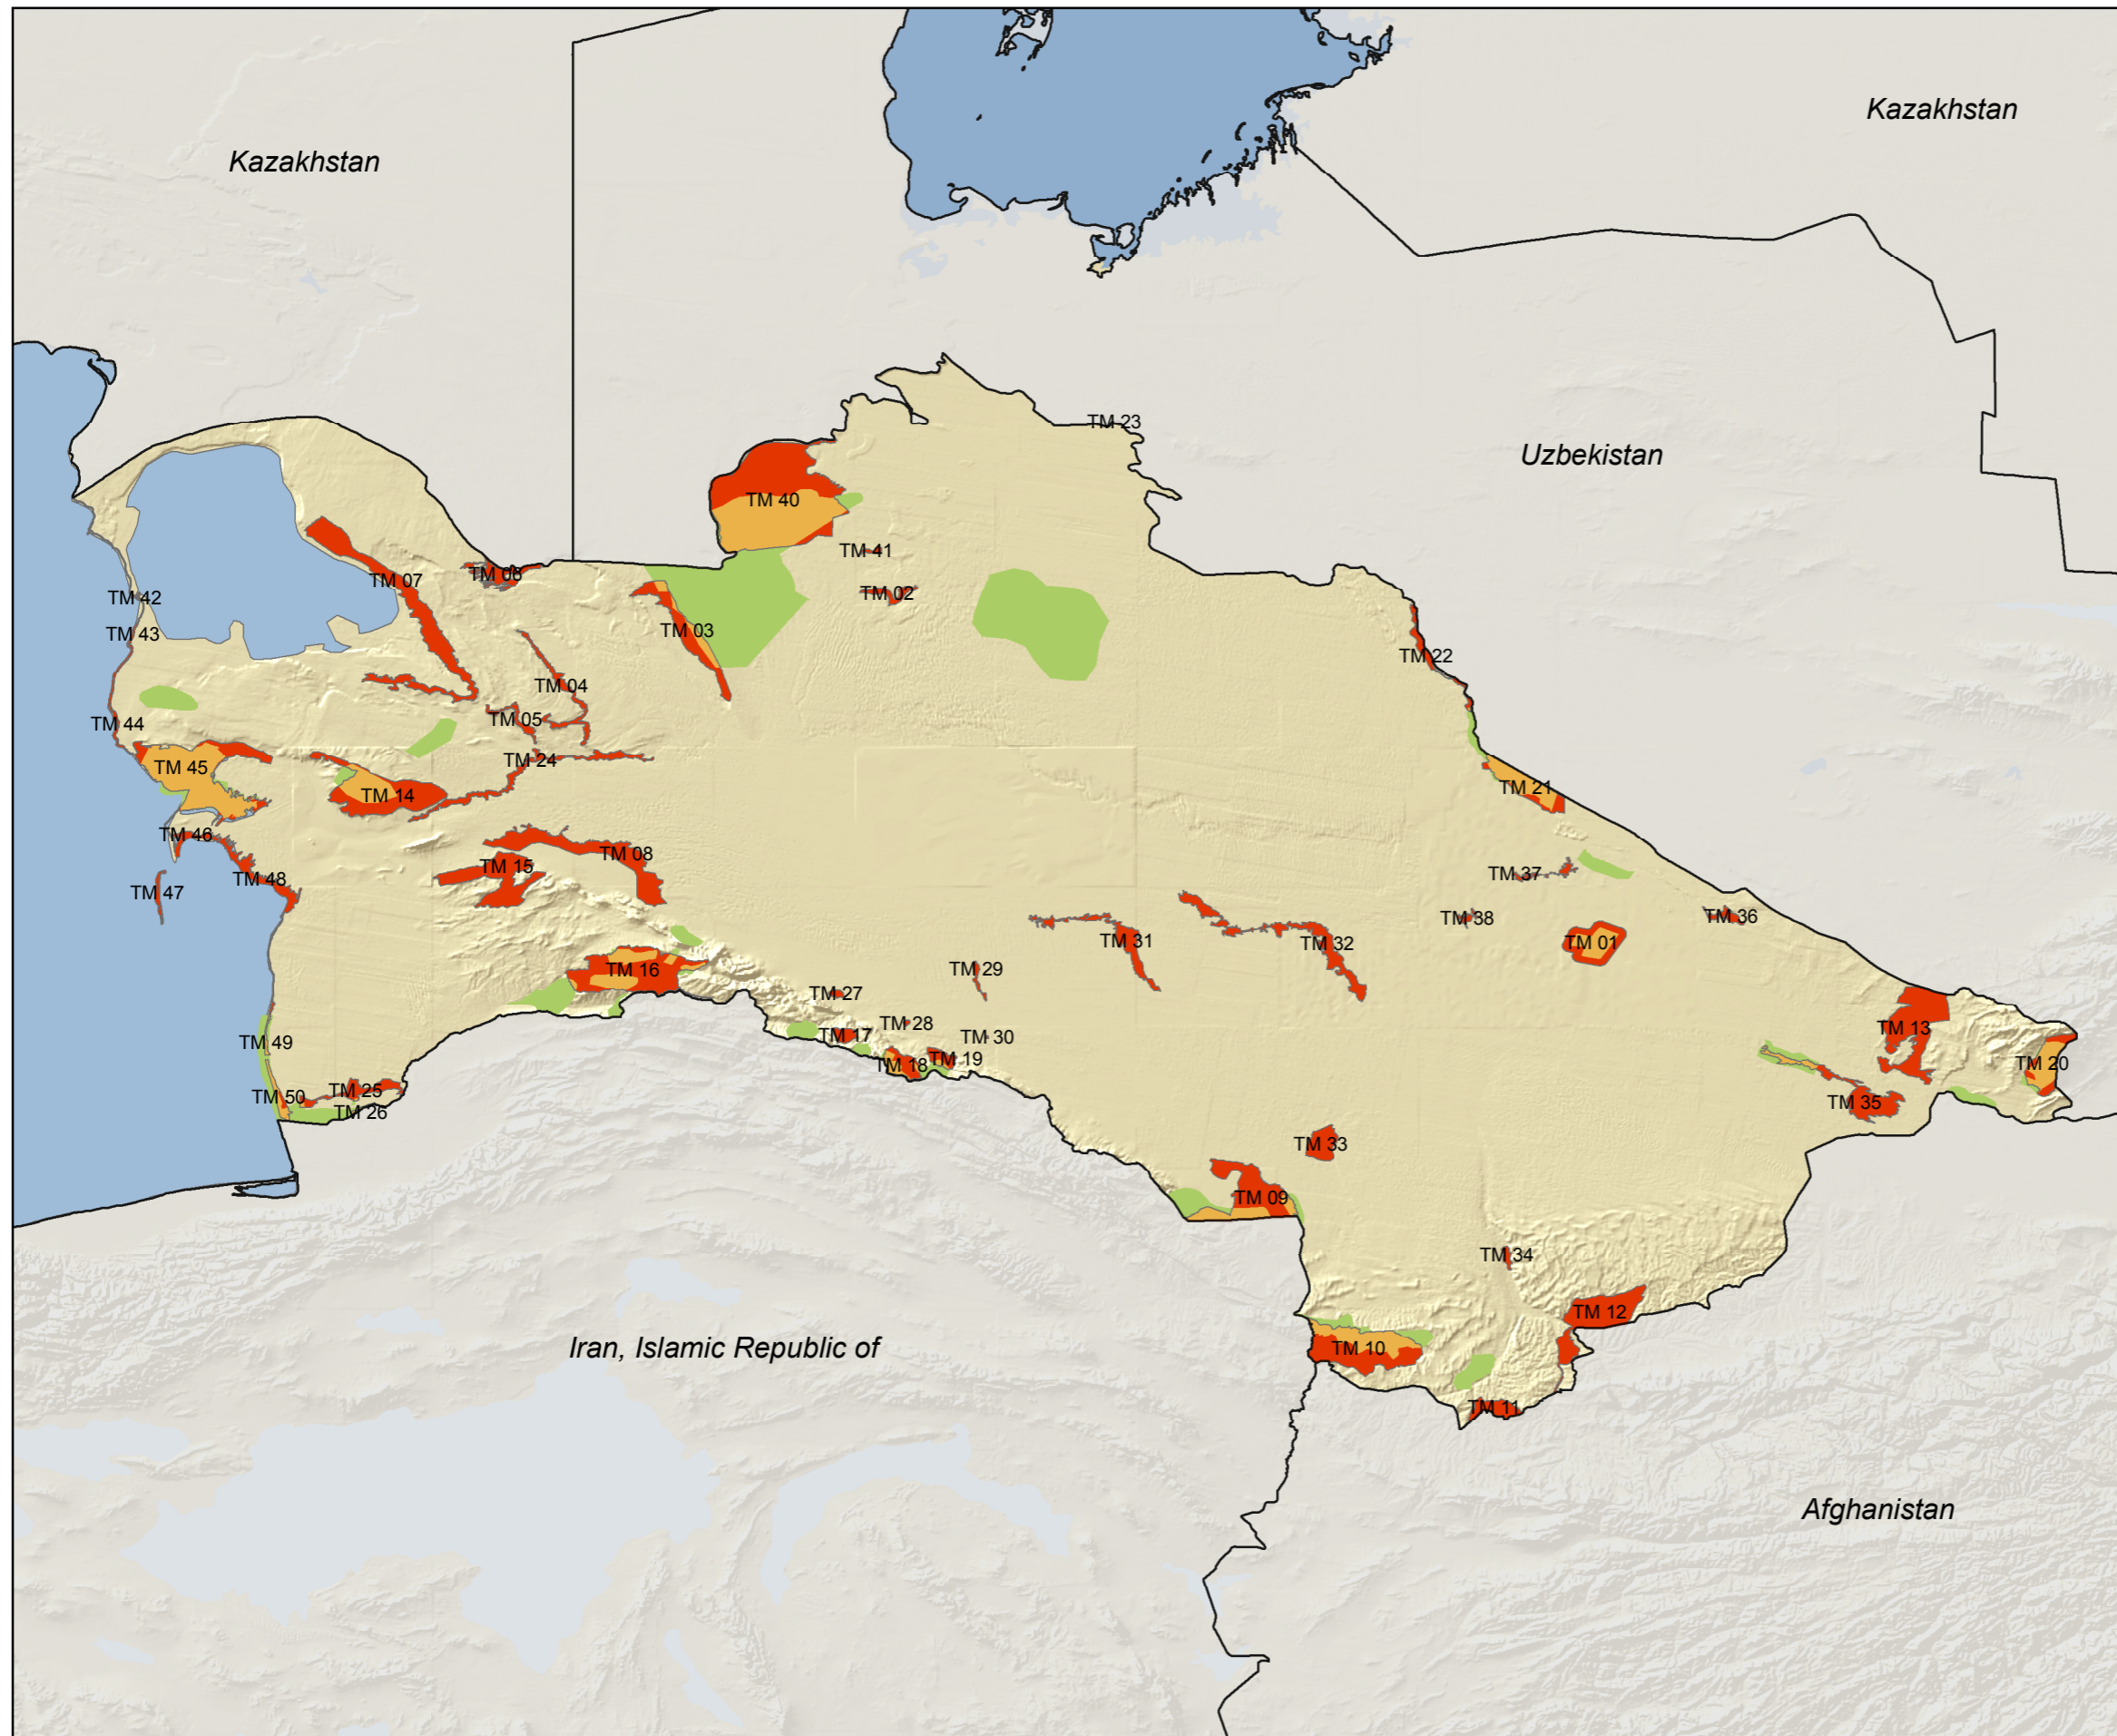 Kazakhstan
Kazakhstan
TM 23
Uzbekistan
TM 40
TM 41
TM 06
TM 07
TM 02
TM 42
TM 03
TM 43
TM 22
TM 04
TM 05
TM 44
TM 24
TM 45
TM 21
TM 14
TM 46
TM 08
TM 15
TM 37
TM 48
TM 47
TM 36
TM 38
TM 31
TM 01
TM 32
TM 29
TM 16
TM 27
TM 28
TM 13
TM 17
TM 30
TM 49
TM 19
TM 20
TM 18
TM 25
TM 50
TM 35
TM 26
TM 33
TM 09
TM 34
TM 12
Iran, Islamic Republic of
TM 10
TM 11
Afghanistan